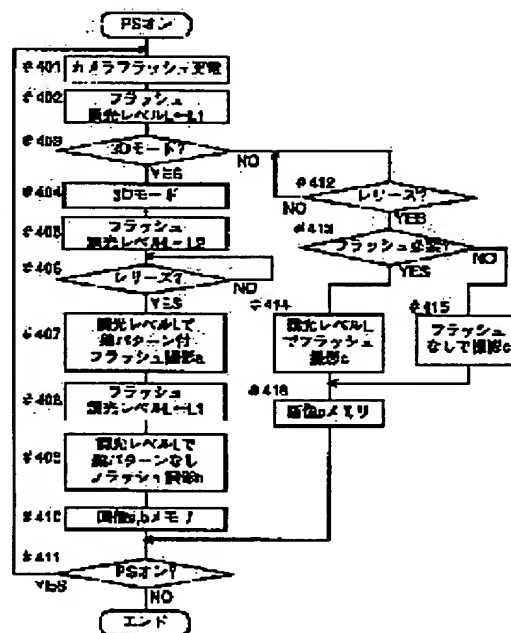 PSオン
#401
カメラフラッシュ充電
#402
フラッシュ
調光レベルL←L1
#403
3Dモード?
NO
YES
#404
3Dモード
#405
フラッシュ
調光レベルL←L2
#406
レリーズ?
NO
YES
#407
調光レベルLで
縞パターン付
フラッシュ撮影a
#408
フラッシュ
調光レベルL←L1
#409
調光レベルLで
縞パターンなし
フラッシュ撮影b
#410
画像a,bメモリ
#411
PSオン?
YES
NO
エンド
#412
レリーズ?
NO
YES
#413
フラッシュ必要?
NO
YES
#414
調光レベルL
でフラッシュ
撮影c
#415
フラッシュ
なしで撮影c
#416
画像cメモリ